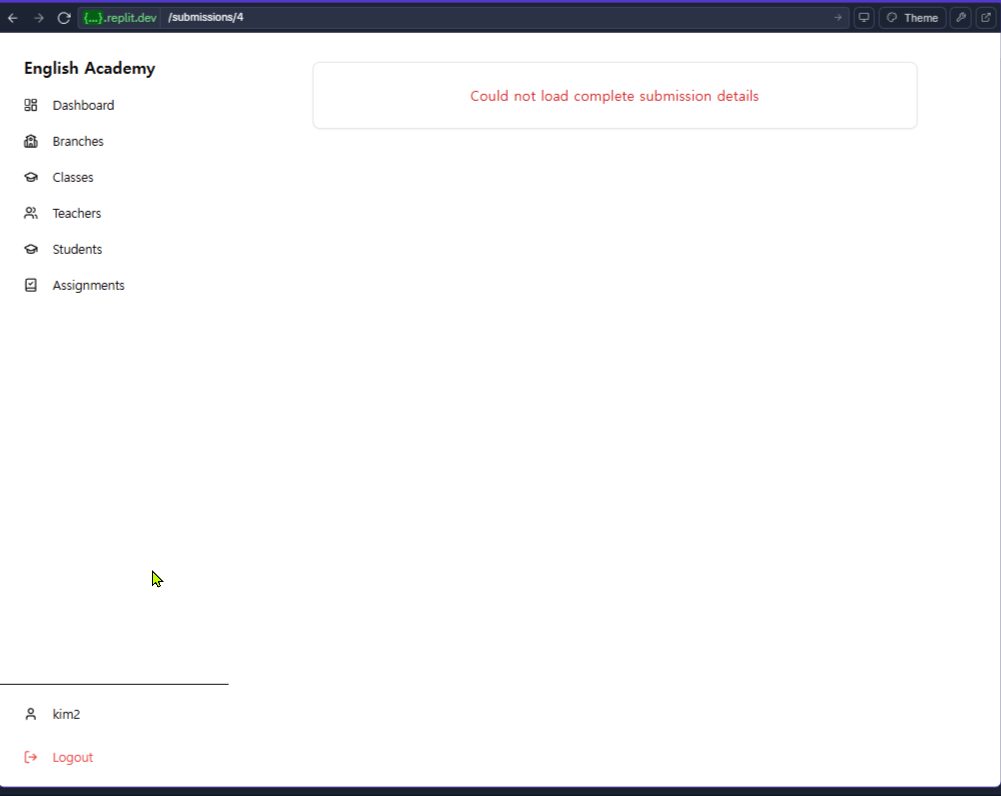 {...}.replit.dev /submissions/4 Theme
English Academy
Dashboard
Branches
Classes
Teachers
Students
Assignments
Could not load complete submission details
kim2
Logout